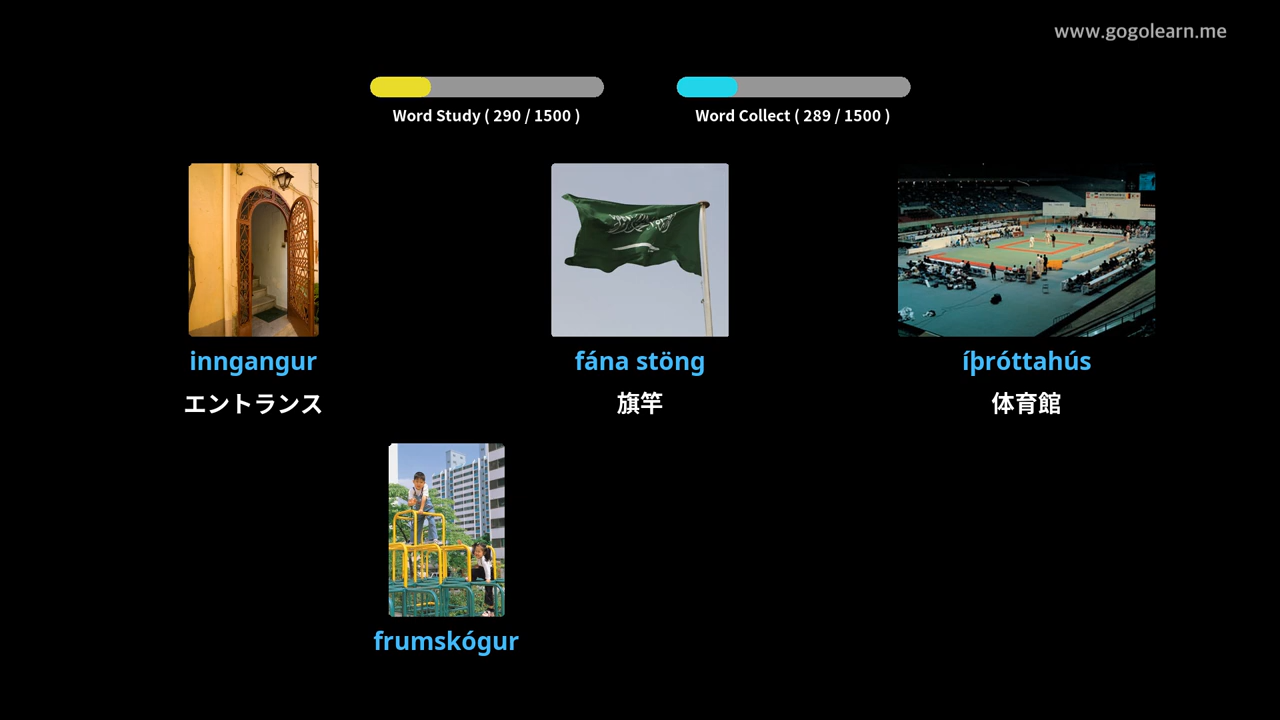 www.gogolearn.me
Word Study ( 290 / 1500 )
Word Collect ( 289 / 1500 )
inngangur
fána stöng
íþróttahús
エントランス
旗竿
体育館
frumskógur